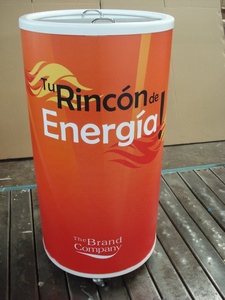 Tu Rincón de
Energía!
The Brand
Company